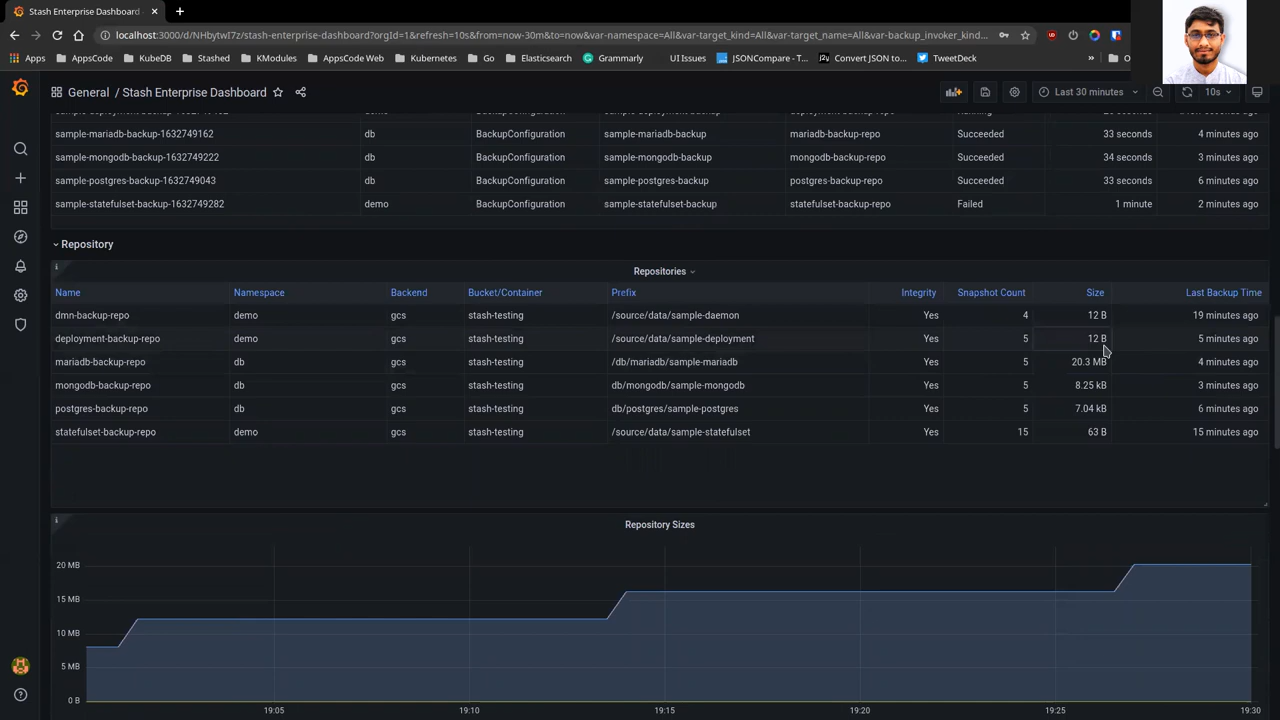 Stash Enterprise Dashboard
localhost:3000/d/NHbytwI7z/stash-enterprise-dashboard?orgId=1&refresh=10s&from=now-30m&to=now&var-namespace=All&var-target_kind=All&var-target_name=All&var-backup_invoker_kind...
Apps AppsCode KubeDB Stashed KModules AppsCode Web Kubernetes Go Elasticsearch Grammarly UI Issues JSONCompare - T... Convert JSON to... TweetDeck » O
General / Stash Enterprise Dashboard Last 30 minutes 10s
sample-mariadb-backup-1632749162 db BackupConfiguration sample-mariadb-backup mariadb-backup-repo Succeeded 33 seconds 4 minutes ago
sample-mongodb-backup-1632749222 db BackupConfiguration sample-mongodb-backup mongodb-backup-repo Succeeded 34 seconds 3 minutes ago
sample-postgres-backup-1632749043 db BackupConfiguration sample-postgres-backup postgres-backup-repo Succeeded 33 seconds 6 minutes ago
sample-statefulset-backup-1632749282 demo BackupConfiguration sample-statefulset-backup statefulset-backup-repo Failed 1 minute 2 minutes ago
Repository
Repositories
Name Namespace Backend Bucket/Container Prefix Integrity Snapshot Count Size Last Backup Time
dmn-backup-repo demo gcs stash-testing /source/data/sample-daemon Yes 4 12 B 19 minutes ago
deployment-backup-repo demo gcs stash-testing /source/data/sample-deployment Yes 5 12 B 5 minutes ago
mariadb-backup-repo db gcs stash-testing /db/mariadb/sample-mariadb Yes 5 20.3 MB 4 minutes ago
mongodb-backup-repo db gcs stash-testing db/mongodb/sample-mongodb Yes 5 8.25 kB 3 minutes ago
postgres-backup-repo db gcs stash-testing db/postgres/sample-postgres Yes 5 7.04 kB 6 minutes ago
statefulset-backup-repo demo gcs stash-testing /source/data/sample-statefulset Yes 15 63 B 15 minutes ago
Repository Sizes
20 MB
15 MB
10 MB
5 MB
0 B
19:05 19:10 19:15 19:20 19:25 19:30